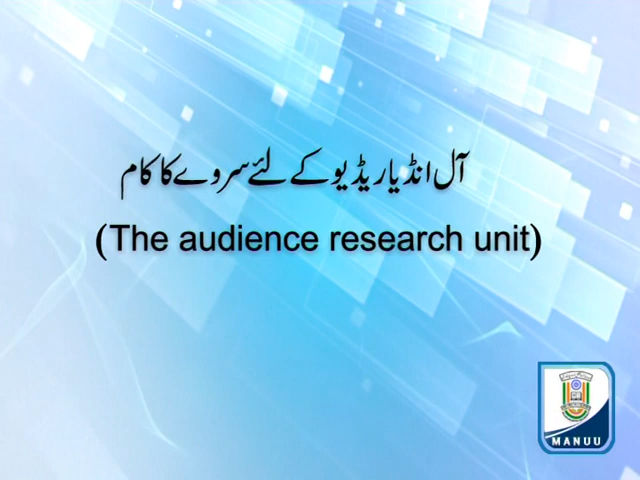 آل انڈیا ریڈیو کے لئے سروے کا کام
(The audience research unit)
MANUU